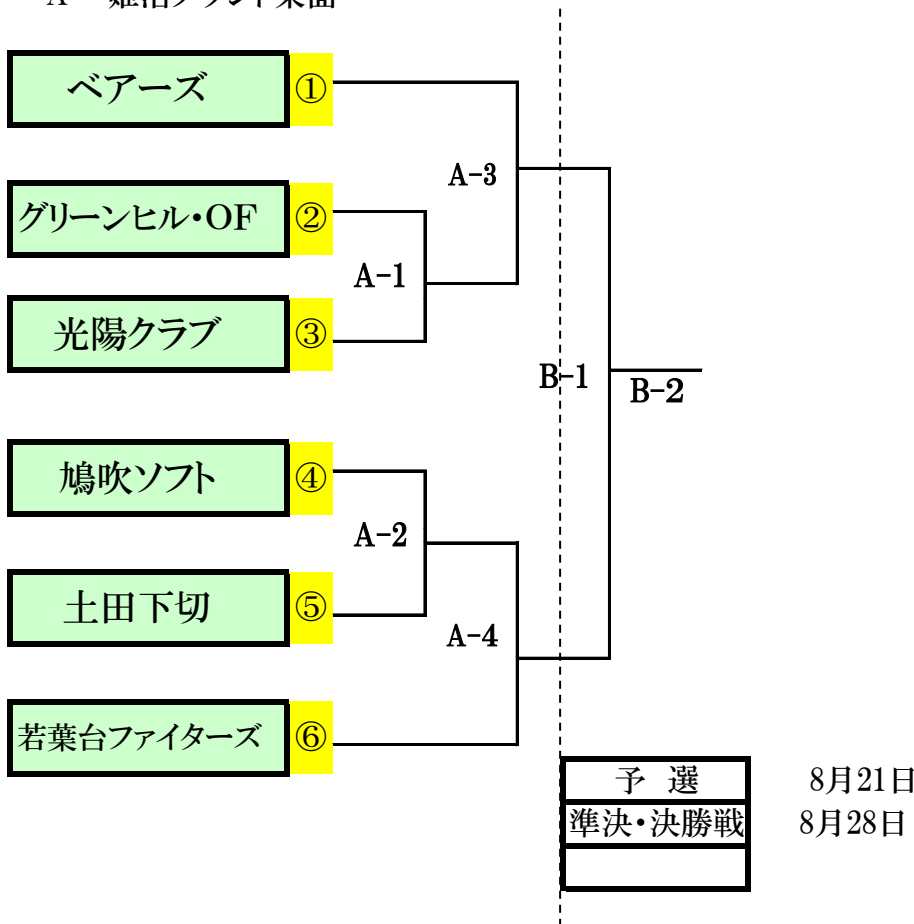 ベアーズ ①
A-3
グリーンヒル・OF ②
A-1
光陽クラブ ③
B-1
B-2
鳩吹ソフト ④
A-2
土田下切 ⑤
A-4
若葉台ファイターズ ⑥
予 選 8月21日
準決・決勝戦 8月28日